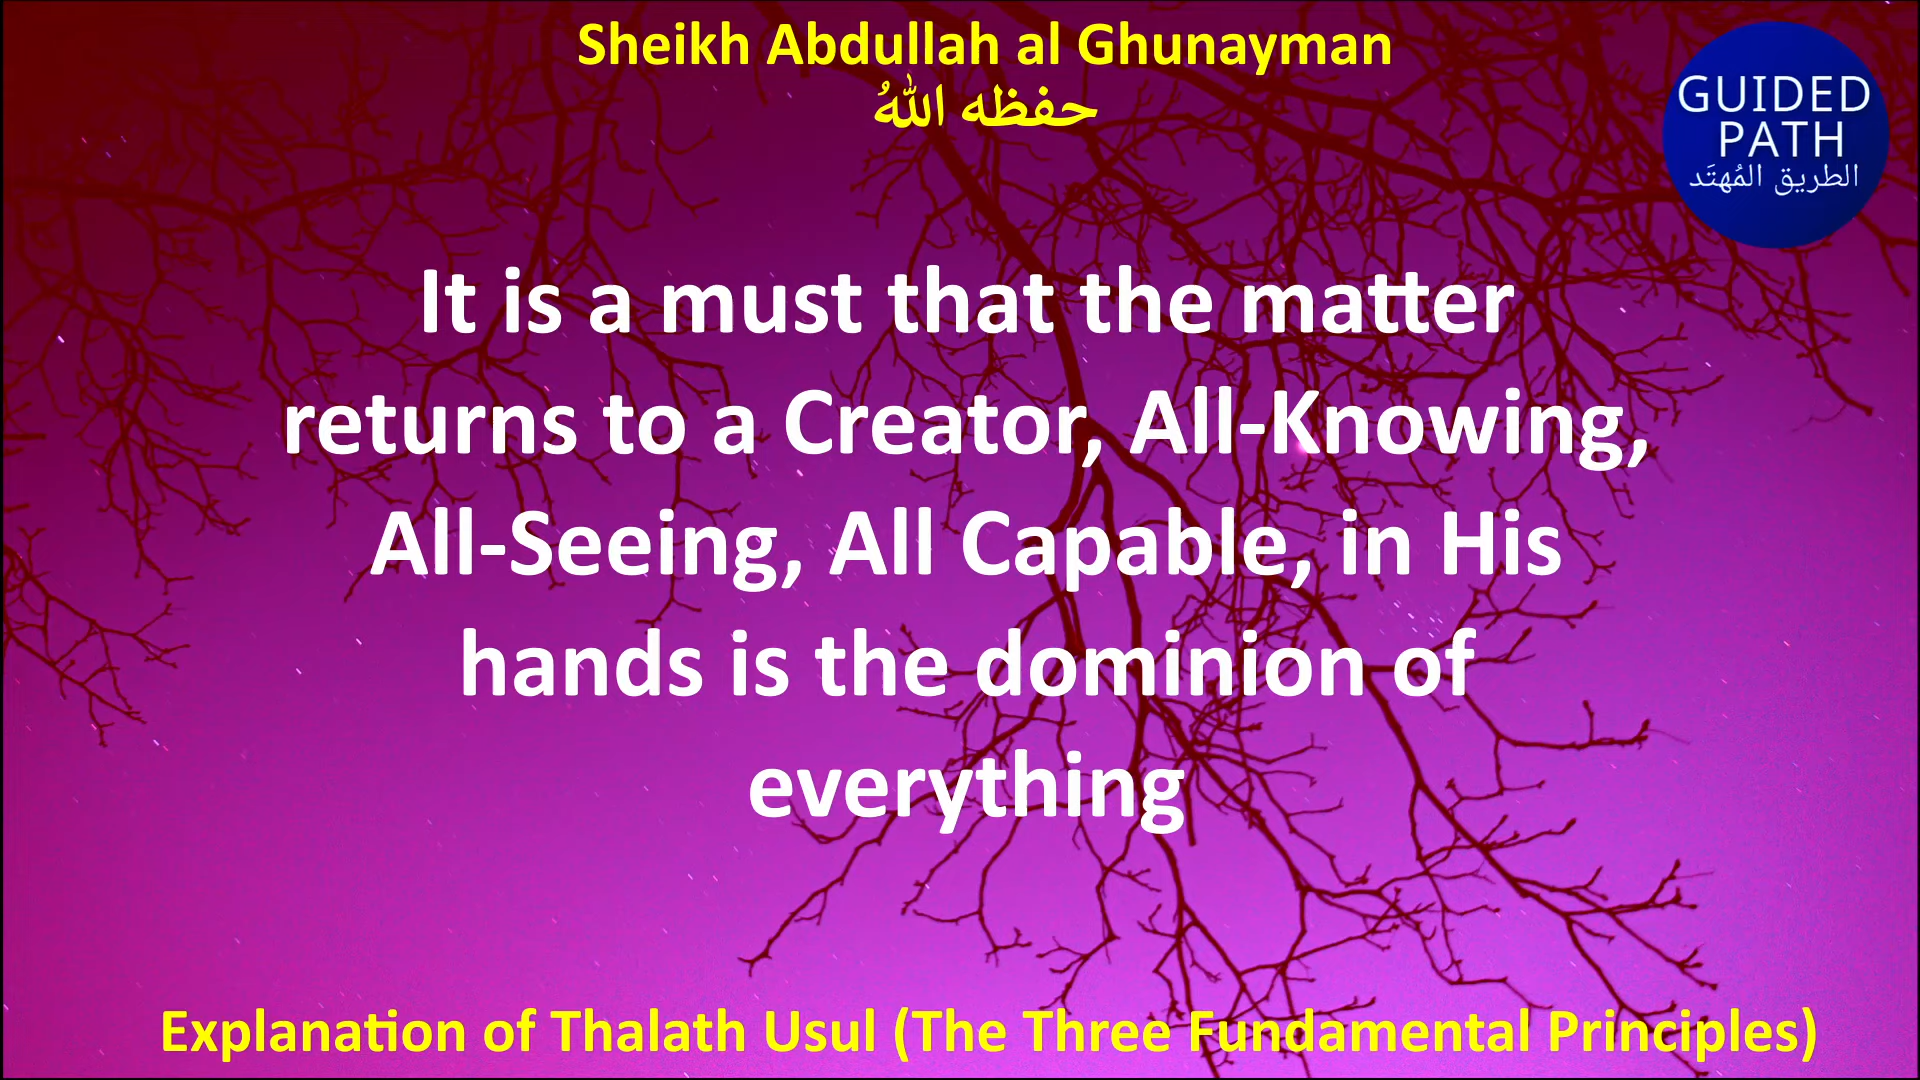 Sheikh Abdullah al Ghunayman
حفظه اللهُ
GUIDED
PATH
الطريق المُهتَد
It is a must that the matter
returns to a Creator, All-Knowing,
All-Seeing, All Capable, in His
hands is the dominion of
everything
Explanation of Thalath Usul (The Three Fundamental Principles)